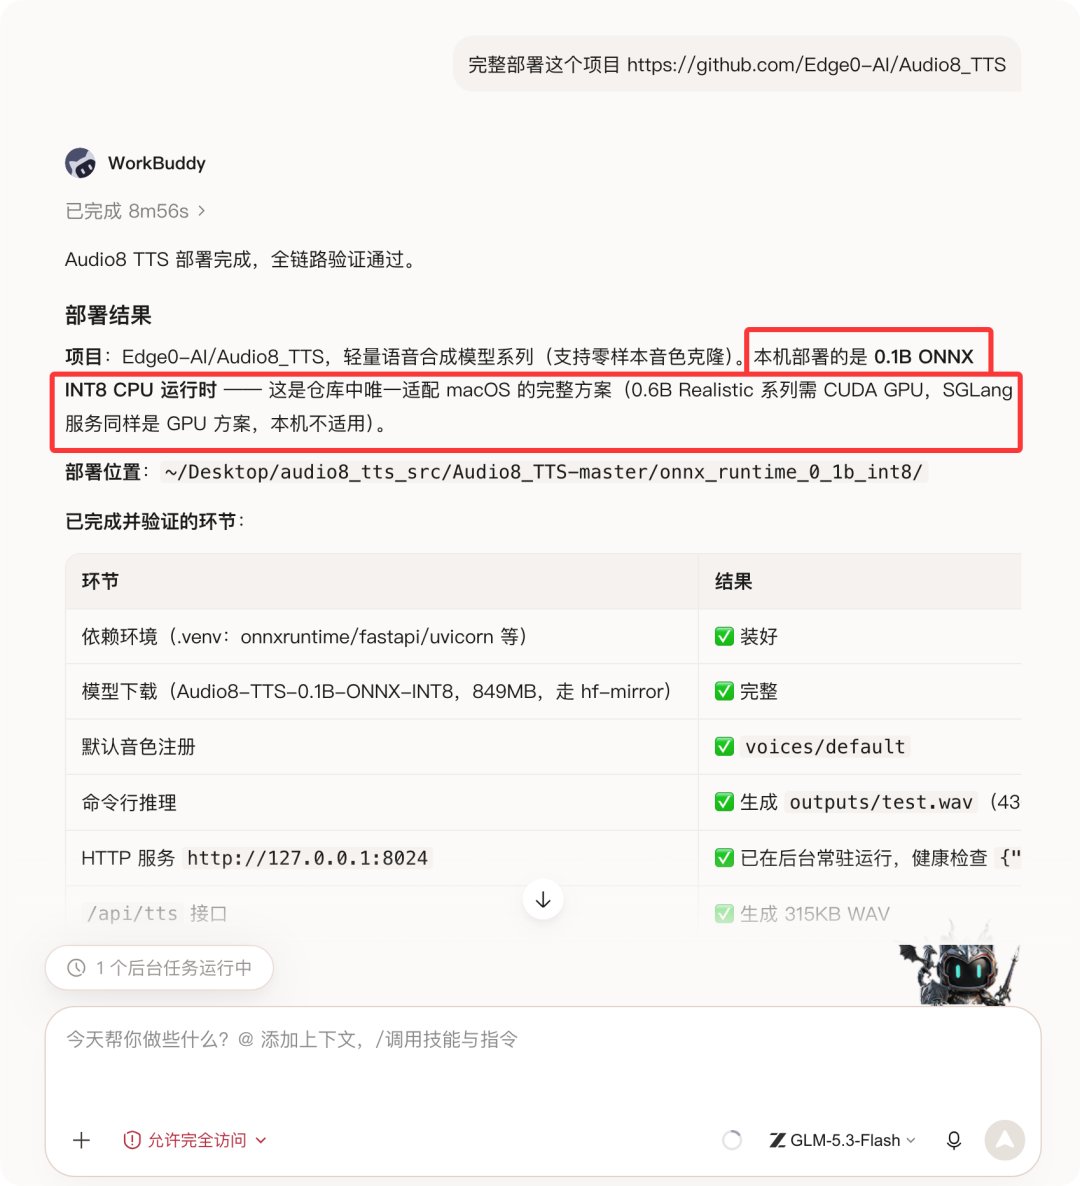 完整部署这个项目 https://github.com/Edge0-AI/Audio8_TTS
WorkBuddy
已完成 8m56s >
Audio8 TTS 部署完成，全链路验证通过。
部署结果
项目：Edge0-AI/Audio8_TTS，轻量语音合成模型系列（支持零样本音色克隆）。本机部署的是 0.1B ONNX
INT8 CPU 运行时 —— 这是仓库中唯一适配 macOS 的完整方案（0.6B Realistic 系列需 CUDA GPU，SGLang
服务同样是 GPU 方案，本机不适用）。
部署位置：~/Desktop/audio8_tts_src/Audio8_TTS-master/onnx_runtime_0_1b_int8/
已完成并验证的环节：
环节 结果
依赖环境（.venv：onnxruntime/fastapi/uvicorn 等） ✅ 装好
模型下载（Audio8-TTS-0.1B-ONNX-INT8，849MB，走 hf-mirror） ✅ 完整
默认音色注册 ✅ voices/default
命令行推理 ✅ 生成 outputs/test.wav （43
HTTP 服务 http://127.0.0.1:8024 ✅ 已在后台常驻运行，健康检查 {"
/api/tts 接口 ✅ 生成 315KB WAV
1 个后台任务运行中
今天帮你做些什么？@ 添加上下文，/调用技能与指令
允许完全访问
GLM-5.3-Flash